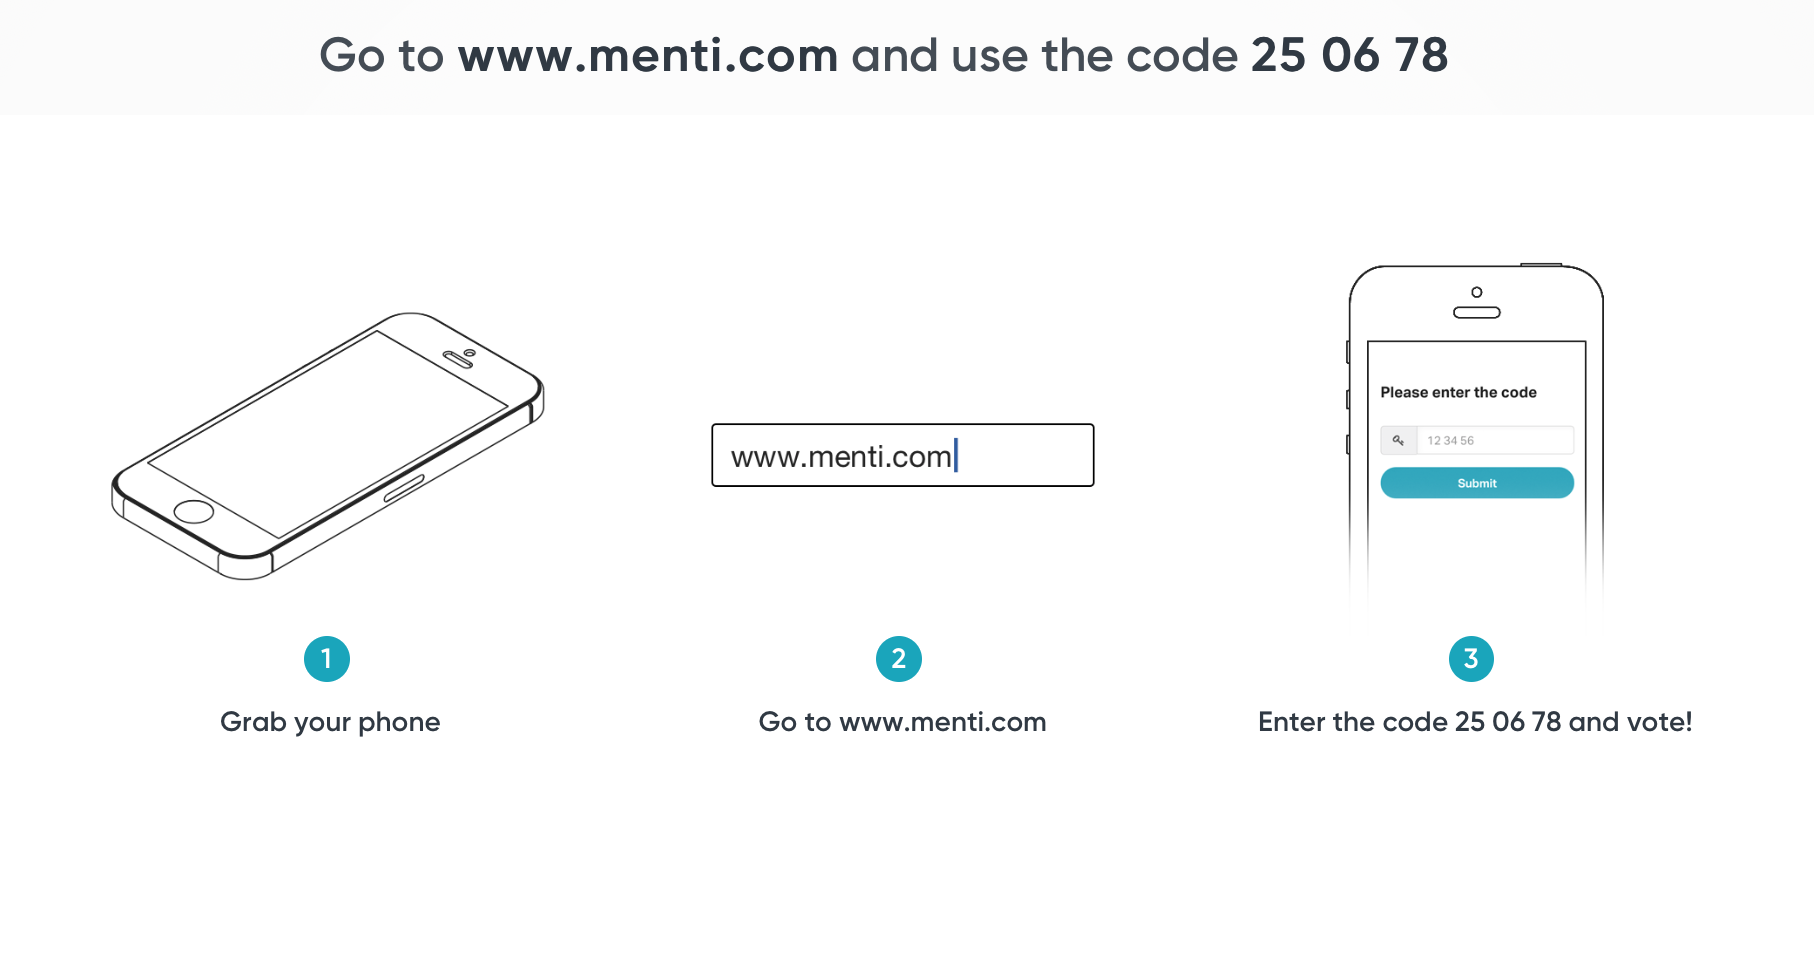 Go to www.menti.com and use the code 25 06 78
www.menti.com
Please enter the code
12 34 56
Submit
1
2
3
Grab your phone
Go to www.menti.com
Enter the code 25 06 78 and vote!